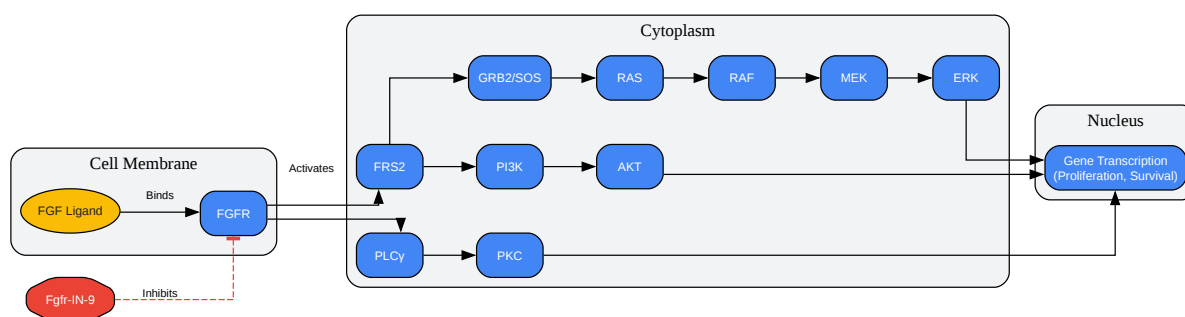 Cytoplasm
GRB2/SOS
RAS
RAF
MEK
ERK
Nucleus
Cell Membrane
Activates
FRS2
PI3K
AKT
Gene Transcription
(Proliferation, Survival)
Binds
FGF Ligand
FGFR
PLCγ
PKC
Fgfr-IN-9
Inhibits